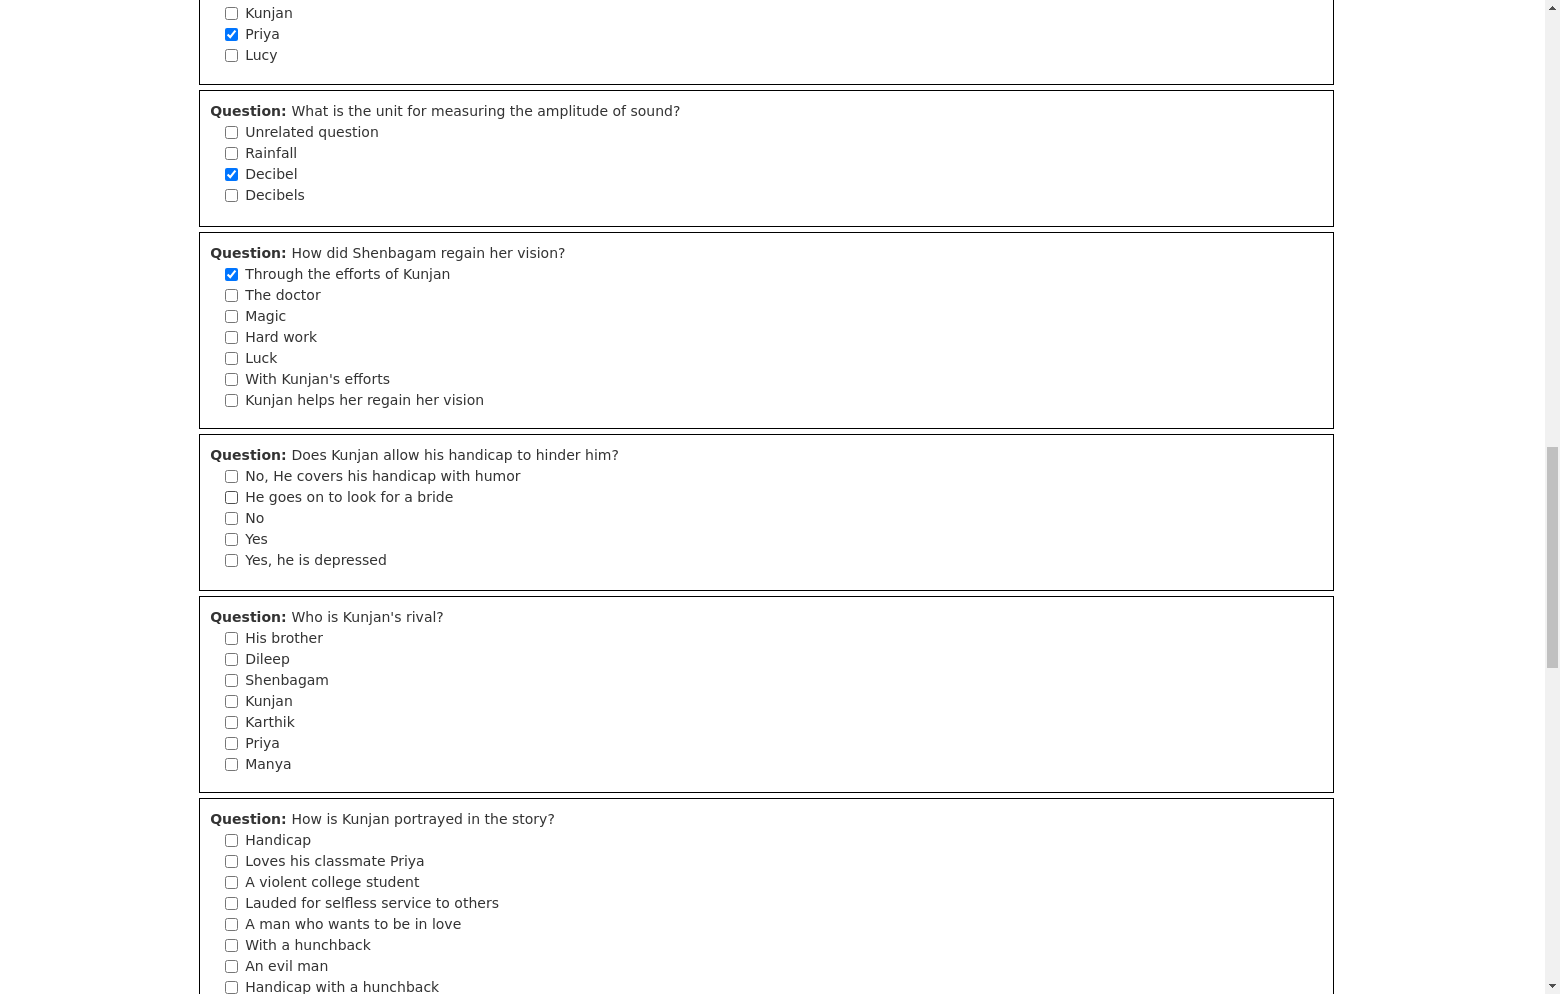 Kunjan
Priya
Lucy
Question: What is the unit for measuring the amplitude of sound?
Unrelated question
Rainfall
Decibel
Decibels
Question: How did Shenbagam regain her vision?
Through the efforts of Kunjan
The doctor
Magic
Hard work
Luck
With Kunjan's efforts
Kunjan helps her regain her vision
Question: Does Kunjan allow his handicap to hinder him?
No, He covers his handicap with humor
He goes on to look for a bride
No
Yes
Yes, he is depressed
Question: Who is Kunjan's rival?
His brother
Dileep
Shenbagam
Kunjan
Karthik
Priya
Manya
Question: How is Kunjan portrayed in the story?
Handicap
Loves his classmate Priya
A violent college student
Lauded for selfless service to others
A man who wants to be in love
With a hunchback
An evil man
Handicap with a hunchback